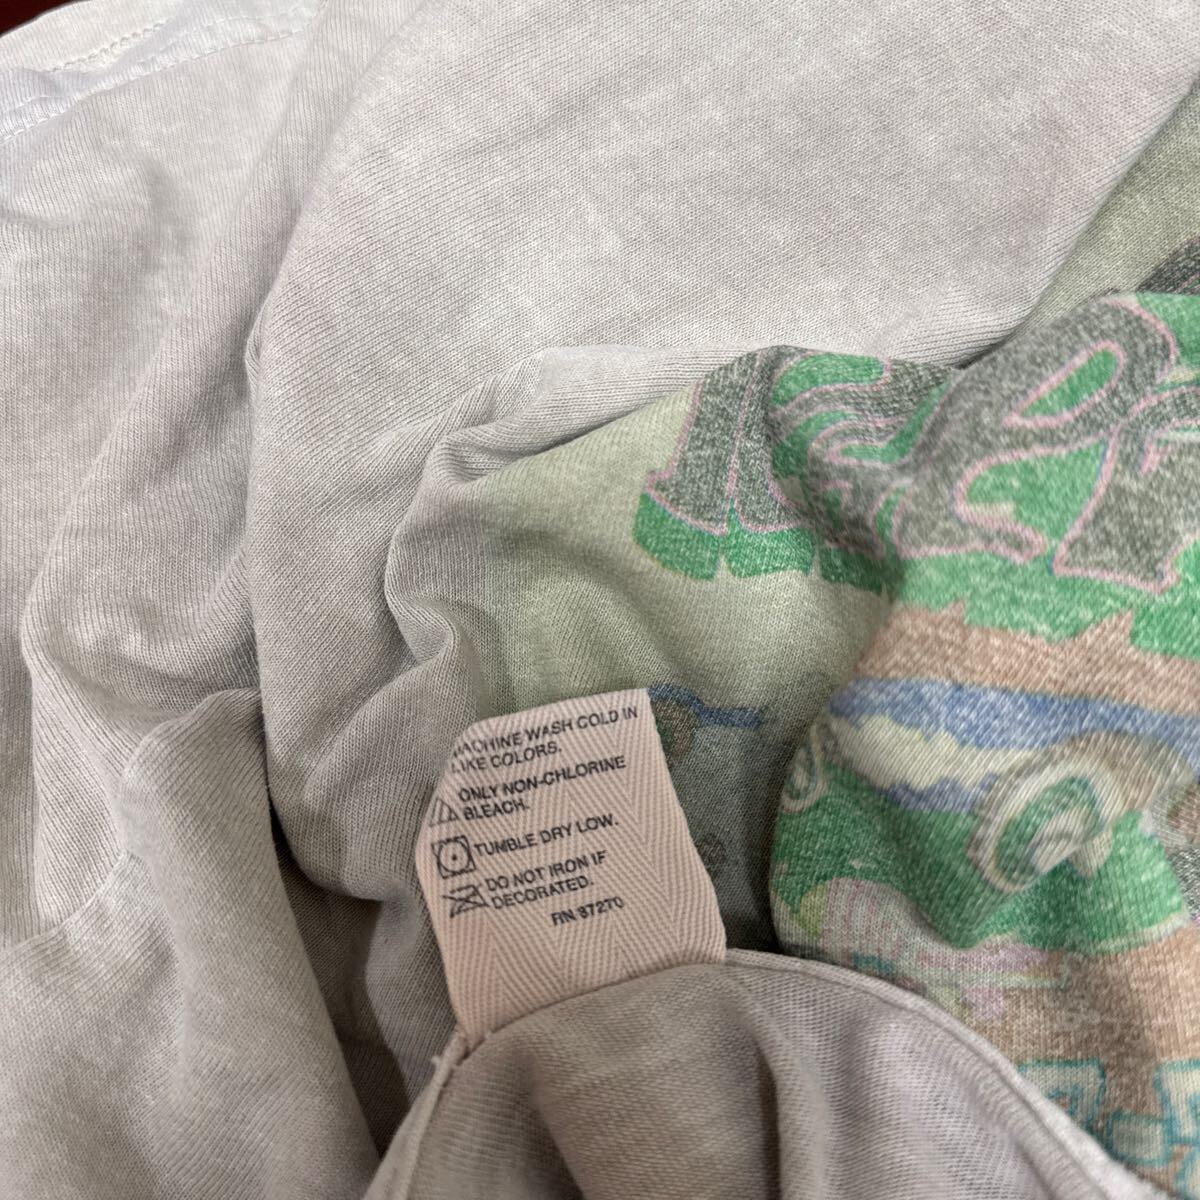 MACHINE WASH COLD IN
LIKE COLORS.
ONLY NON-CHLORINE
BLEACH.
TUMBLE DRY LOW.
DO NOT IRON IF
DECORATED.
RN 97270